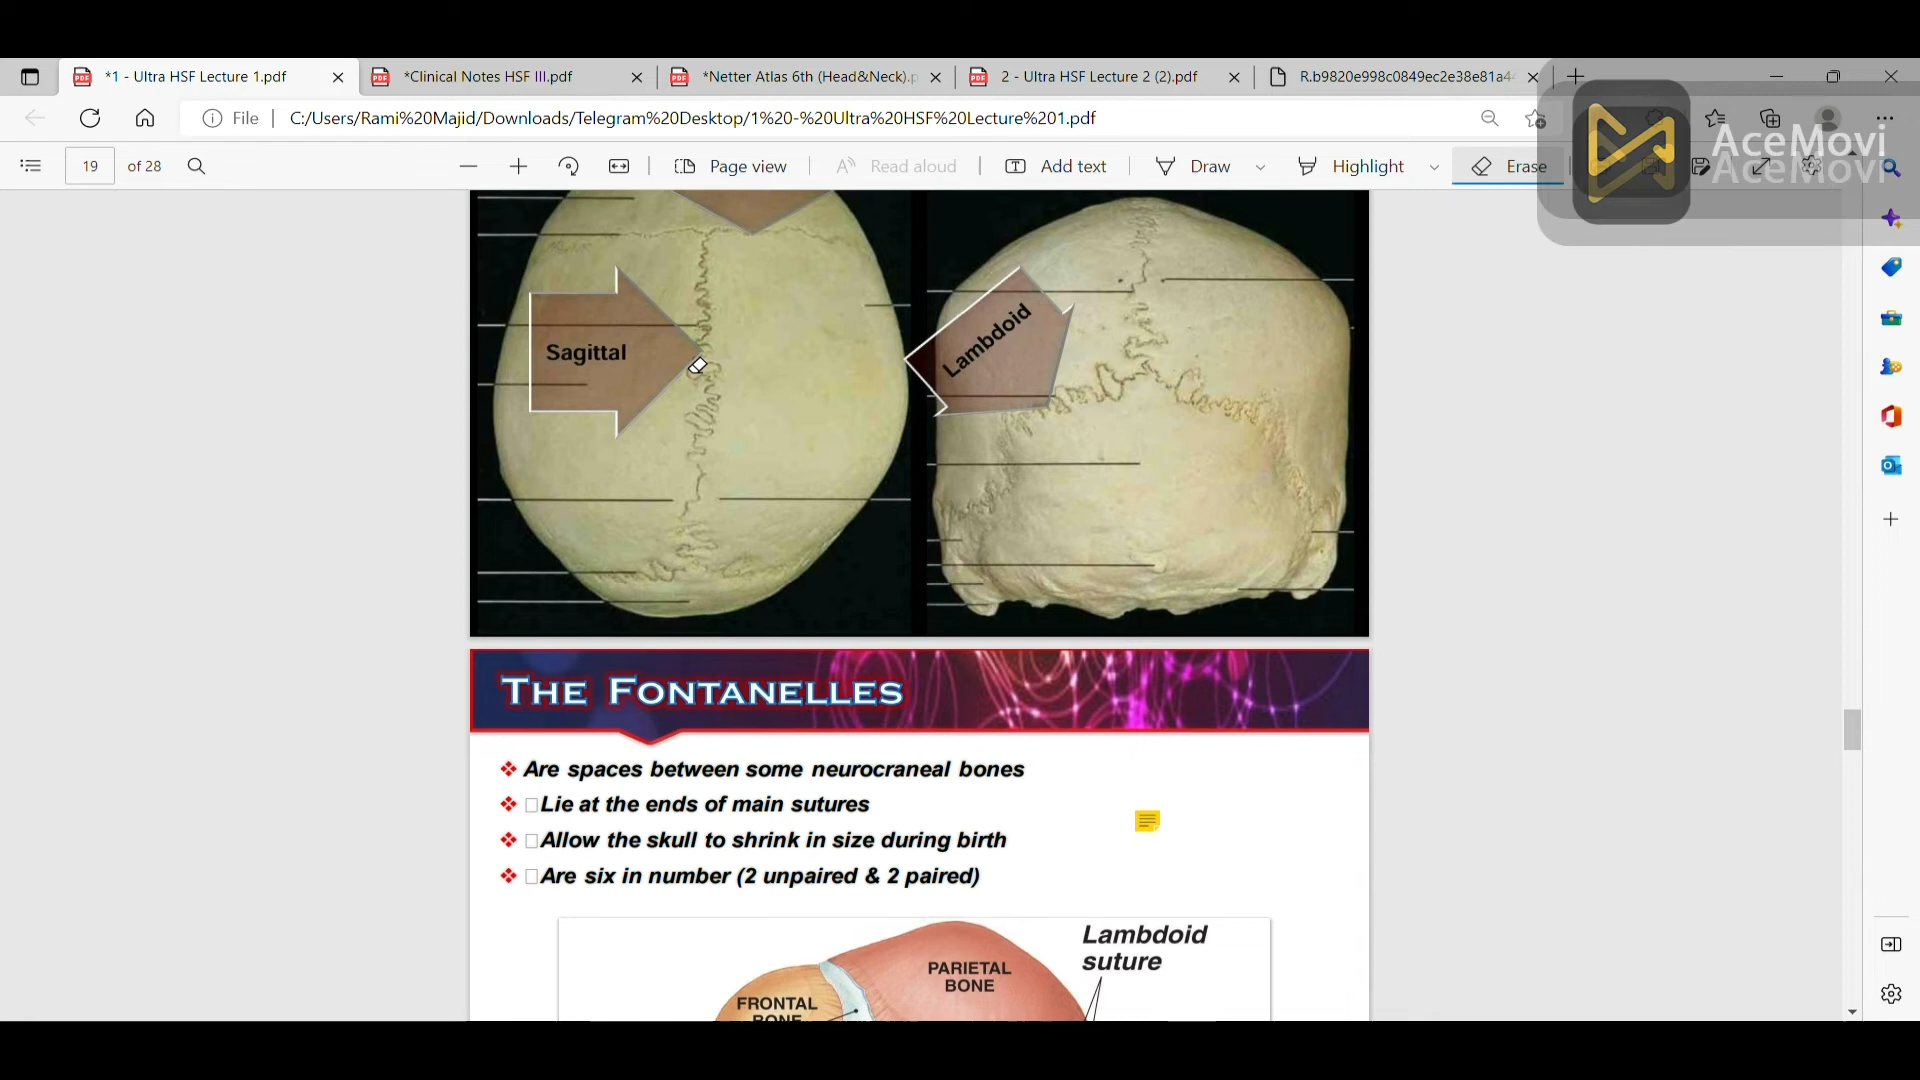 *1 - Ultra HSF Lecture 1.pdf
*Clinical Notes HSF III.pdf
*Netter Atlas 6th (Head&Neck).p
2 - Ultra HSF Lecture 2 (2).pdf
R.b9820e998c0849ec2e38e81a4
File
C:/Users/Rami%20Majid/Downloads/Telegram%20Desktop/1%20-%20Ultra%20HSF%20Lecture%201.pdf
19 of 28
Page view
Read aloud
Add text
Draw
Highlight
Erase
AceMovi
AceMovi
Sagittal
Lambdoid
THE FONTANELLES
Are spaces between some neurocraneal bones
Lie at the ends of main sutures
Allow the skull to shrink in size during birth
Are six in number (2 unpaired & 2 paired)
Lambdoid
suture
PARIETAL
BONE
FRONTAL
BONE